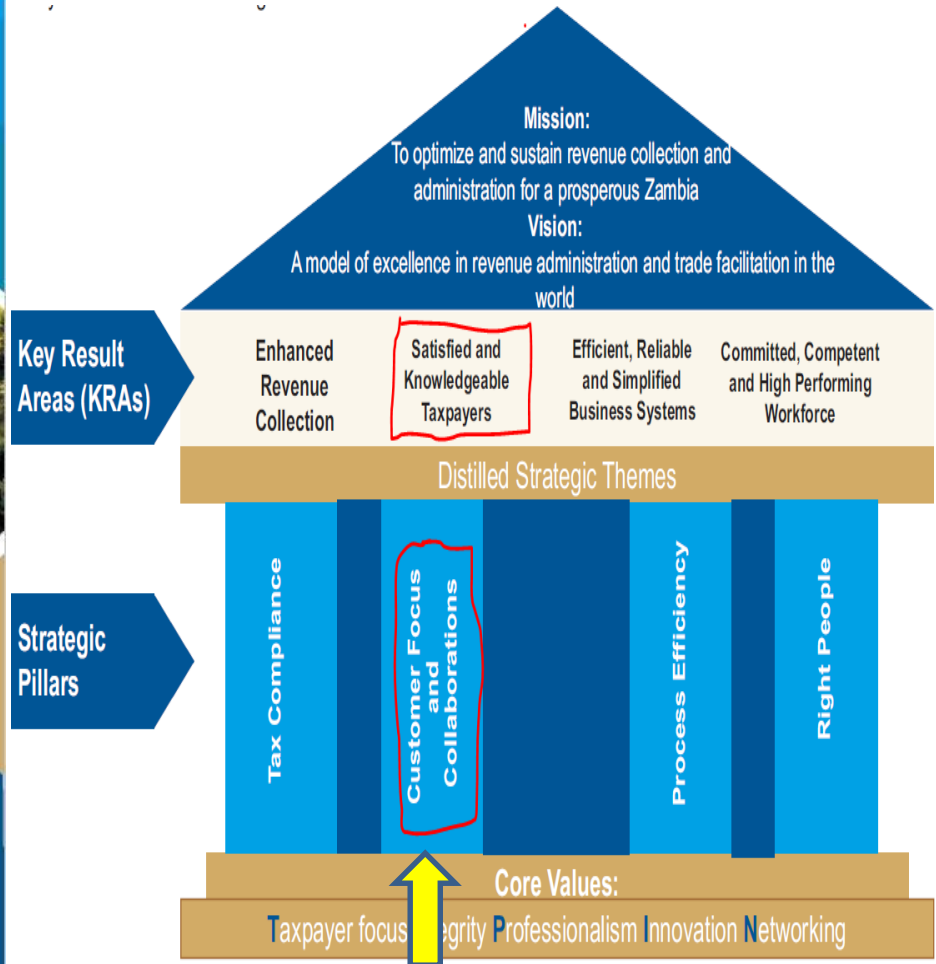 Mission:
To optimize and sustain revenue collection and
administration for a prosperous Zambia
Vision:
A model of excellence in revenue administration and trade facilitation in the
world
Key Result
Areas (KRAs)
Enhanced
Revenue
Collection
Satisfied and
Knowledgeable
Taxpayers
Efficient, Reliable
and Simplified
Business Systems
Committed, Competent
and High Performing
Workforce
Distilled Strategic Themes
Strategic
Pillars
Tax Compliance
Customer Focus
and
Collaborations
Process Efficiency
Right People
Core Values:
Taxpayer focus egrity Professionalism Innovation Networking